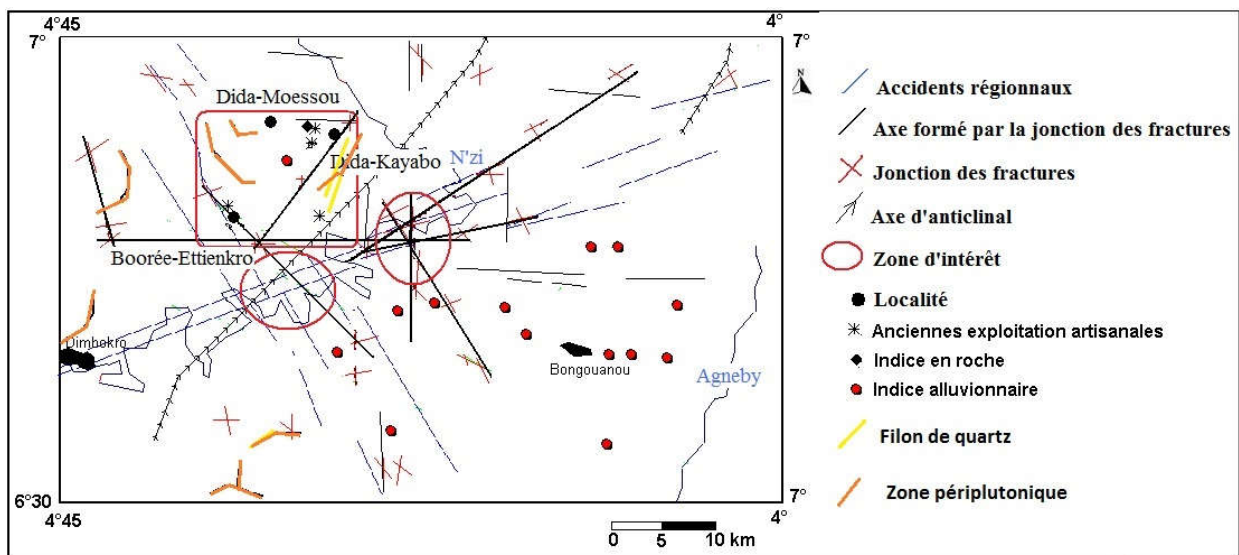 4°45
4°
7°
7°
N
Dida-Moessou
Dida-Kayabo
N'zi
Boorée-Ettienkro
Dimbokro
Bongouanou
Agneby
6°30
7°
4°45
4°
0 5 10 km
Accidents régionaux
Axe formé par la jonction des fractures
Jonction des fractures
Axe d'anticlinal
Zone d'intérêt
Localité
Anciennes exploitation artisanales
Indice en roche
Indice alluvionnaire
Filon de quartz
Zone périplutonique